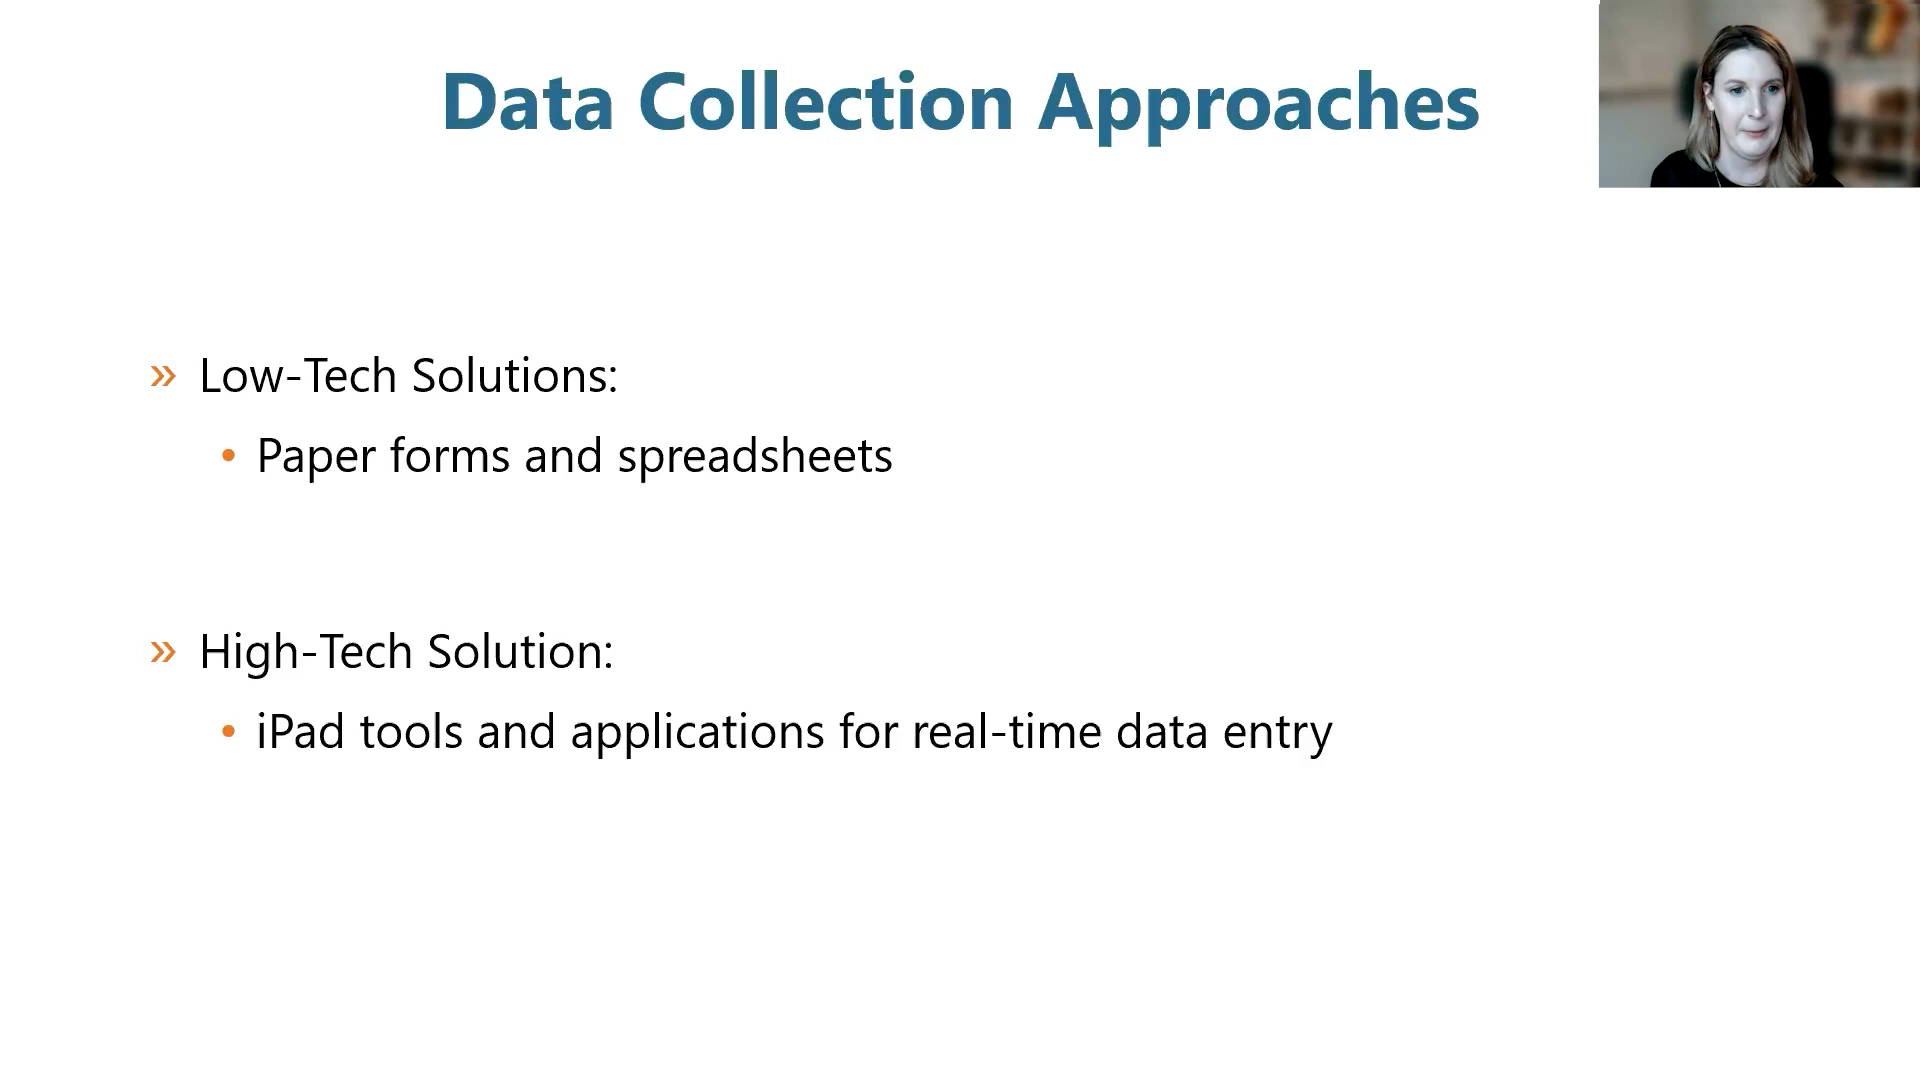 Data Collection Approaches
» Low-Tech Solutions:
• Paper forms and spreadsheets
» High-Tech Solution:
• iPad tools and applications for real-time data entry